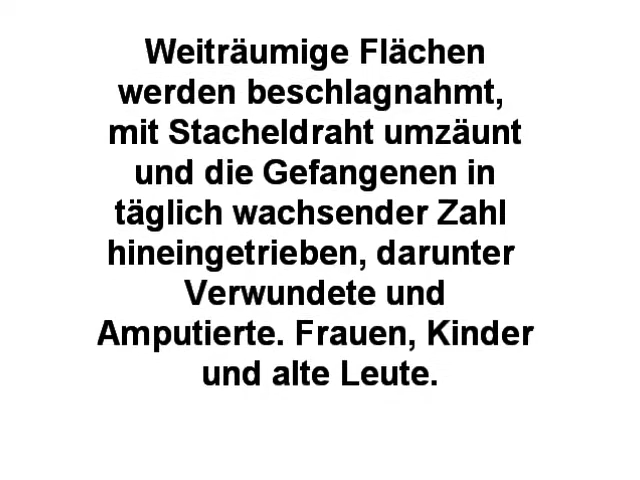 Weiträumige Flächen
werden beschlagnahmt,
mit Stacheldraht umzäunt
und die Gefangenen in
täglich wachsender Zahl
hineingetrieben, darunter
Verwundete und
Amputierte. Frauen, Kinder
und alte Leute.